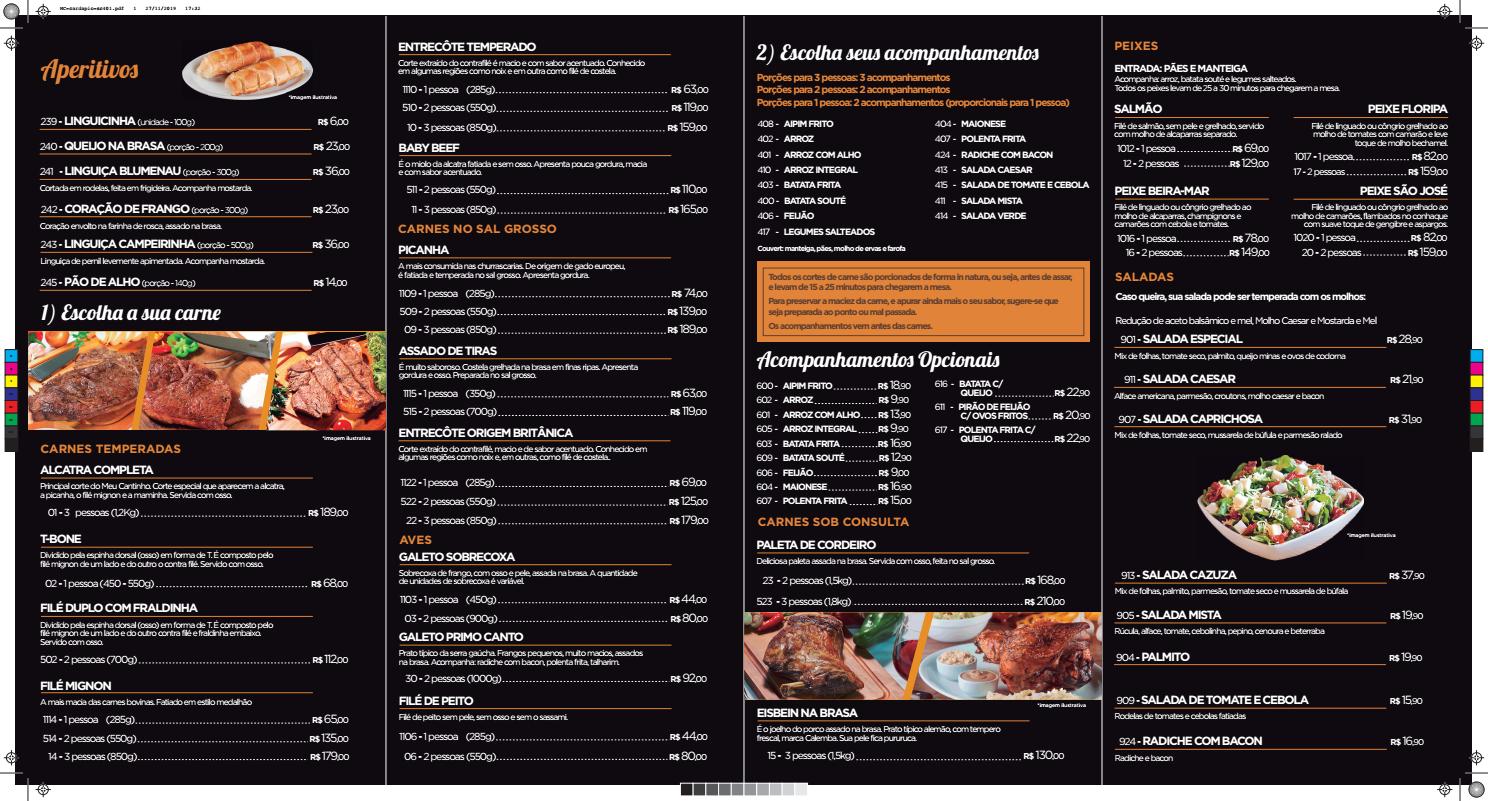 MC=cardapio=as401.pdf 1 27/11/2019 17:32
Aperitivos
*imagem ilustrativa
239 - LINGUICINHA (unidade - 100g) R$ 6,00
240 - QUEIJO NA BRASA (porção - 200g) R$ 23,00
241 - LINGUIÇA BLUMENAU (porção - 300g) R$ 36,00
Cortada em rodelas, feita em frigideira. Acompanha mostarda.
242 - CORAÇÃO DE FRANGO (porção - 300g) R$ 23,00
Coração envolto na farinha de rosca, assado na brasa.
243 - LINGUIÇA CAMPEIRINHA (porção - 500g) R$ 36,00
Linguiça de pernil levemente apimentada. Acompanha mostarda.
245 - PÃO DE ALHO (porção - 140g) R$ 14,00
1) Escolha a sua carne
*imagem ilustrativa
CARNES TEMPERADAS
ALCATRA COMPLETA
Principal corte do Meu Cantinho. Corte especial que aparecem a alcatra,
a picanha, o filé mignon e a maminha. Servida com osso.
01 - 3 pessoas (1,2Kg) R$ 189,00
T-BONE
Dividido pela espinha dorsal (osso) em forma de T. É composto pelo
filé mignon de um lado e do outro o contra filé. Servido com osso.
02 - 1 pessoa (450 - 550g) R$ 68,00
FILÉ DUPLO COM FRALDINHA
Dividido pela espinha dorsal (osso) em forma de T. É composto pelo
filé mignon de um lado e do outro contra filé e fraldinha embaixo.
Servido com osso.
502 - 2 pessoas (700g) R$ 112,00
FILÉ MIGNON
A mais macia das carnes bovinas. Fatiado em estilo medalhão
1114 - 1 pessoa (285g) R$ 65,00
514 - 2 pessoas (550g) R$ 135,00
14 - 3 pessoas (850g) R$ 179,00
ENTRECÔTE TEMPERADO
Corte extraído do contrafilé é macio e com sabor acentuado. Conhecido
em algumas regiões como noix e em outra como filé de costela.
1110 - 1 pessoa (285g) R$ 63,00
510 - 2 pessoas (550g) R$ 119,00
10 - 3 pessoas (850g) R$ 159,00
BABY BEEF
É o míolo da alcatra fatiada e sem osso. Apresenta pouca gordura, macia
e com sabor acentuado.
511 - 2 pessoas (550g) R$ 110,00
11 - 3 pessoas (850g) R$ 165,00
CARNES NO SAL GROSSO
PICANHA
A mais consumida nas churrascarias. De origem de gado europeu,
é fatiada e temperada no sal grosso. Apresenta gordura.
1109 - 1 pessoa (285g) R$ 74,00
509 - 2 pessoas (550g) R$ 139,00
09 - 3 pessoas (850g) R$ 189,00
ASSADO DE TIRAS
É muito saboroso. Costela grelhada na brasa em finas ripas. Apresenta
gordura e osso. Preparada no sal grosso.
1115 - 1 pessoa (350g) R$ 63,00
515 - 2 pessoas (700g) R$ 119,00
ENTRECÔTE ORIGEM BRITÂNICA
Corte extraído do contrafilé, macio e de sabor acentuado. Conhecido em
algumas regiões como noix e, em outras, como filé de costela..
1122 - 1 pessoa (285g) R$ 69,00
522 - 2 pessoas (550g) R$ 125,00
22 - 3 pessoas (850g) R$ 179,00
AVES
GALETO SOBRECOXA
Sobrecoxa de frango, com osso e pele, assada na brasa. A quantidade
de unidades de sobrecoxa é variável.
1103 - 1 pessoa (450g) R$ 44,00
03 - 2 pessoas (900g) R$ 80,00
GALETO PRIMO CANTO
Prato típico da serra gaúcha. Frangos pequenos, muito macios, assados
na brasa. Acompanha: radiche com bacon, polenta frita, talharim.
30 - 2 pessoas (1000g) R$ 92,00
FILÉ DE PEITO
Filé de peito sem pele, sem osso e sem o sassami.
1106 - 1 pessoa (285g) R$ 44,00
06 - 2 pessoas (550g) R$ 80,00
2) Escolha seus acompanhamentos
Porções para 3 pessoas: 3 acompanhamentos
Porções para 2 pessoas: 2 acompanhamentos
Porções para 1 pessoa: 2 acompanhamentos (proporcionais para 1 pessoa)
408 - AIPIM FRITO
402 - ARROZ
401 - ARROZ COM ALHO
410 - ARROZ INTEGRAL
403 - BATATA FRITA
400 - BATATA SOUTÉ
406 - FEIJÃO
417 - LEGUMES SALTEADOS
404 - MAIONESE
407 - POLENTA FRITA
424 - RADICHE COM BACON
413 - SALADA CAESAR
415 - SALADA DE TOMATE E CEBOLA
411 - SALADA MISTA
414 - SALADA VERDE
Couvert: manteiga, pães, molho de ervas e farofa
Todos os cortes de carne são porcionados de forma in natura, ou seja, antes de assar,
e levam de 15 a 25 minutos para chegarem a mesa.
Para preservar a maciez da carne, e apurar ainda mais o seu sabor, sugere-se que
seja preparada ao ponto ou mal passada.
Os acompanhamentos vem antes das carnes.
Acompanhamentos Opcionais
600 - AIPIM FRITO R$ 18,90
602 - ARROZ R$ 9,90
601 - ARROZ COM ALHO R$ 13,90
605 - ARROZ INTEGRAL R$ 9,90
603 - BATATA FRITA R$ 16,90
609 - BATATA SOUTÉ R$ 12,90
606 - FEIJÃO R$ 9,00
604 - MAIONESE R$ 16,90
607 - POLENTA FRITA R$ 15,00
616 - BATATA C/
QUEIJO R$ 22,90
611 - PIRÃO DE FEIJÃO
C/ OVOS FRITOS R$ 20,90
617 - POLENTA FRITA C/
QUEIJO R$ 22,90
CARNES SOB CONSULTA
PALETA DE CORDEIRO
Deliciosa paleta assada na brasa. Servida com osso, feita no sal grosso.
23 - 2 pessoas (1,5kg) R$ 168,00
523 - 3 pessoas (1,8kg) R$ 210,00
*imagem ilustrativa
EISBEIN NA BRASA
É o joelho do porco assado na brasa. Prato típico alemão, com tempero
frescal, marca Calemba. Sua pele fica pururuca.
15 - 3 pessoas (1,5kg) R$ 130,00
PEIXES
ENTRADA: PÃES E MANTEIGA
Acompanha: arroz, batata souté e legumes salteados.
Todos os peixes levam de 25 a 30 minutos para chegarem a mesa.
SALMÃO
Filé de salmão, sem pele e grelhado, servido
com molho de alcaparras separado.
1012 - 1 pessoa R$ 69,00
12 - 2 pessoas R$ 129,00
PEIXE FLORIPA
Filé de linguado ou côngrio grelhado ao
molho de tomates com camarão e leve
toque de molho bechamel.
1017 - 1 pessoa R$ 82,00
17 - 2 pessoas R$ 159,00
PEIXE BEIRA-MAR
Filé de linguado ou côngrio grelhado ao
molho de alcaparras, champignons e
camarões com cebola e tomates.
1016 - 1 pessoa R$ 78,00
16 - 2 pessoas R$ 149,00
PEIXE SÃO JOSÉ
Filé de linguado ou côngrio grelhado ao
molho de camarões, flambados no conhaque
com suave toque de gengibre e aspargos.
1020 - 1 pessoa R$ 82,00
20 - 2 pessoas R$ 159,00
SALADAS
Caso queira, sua salada pode ser temperada com os molhos:
Redução de aceto balsâmico e mel, Molho Caesar e Mostarda e Mel
901 - SALADA ESPECIAL R$ 28,90
Mix de folhas, tomate seco, palmito, queijo minas e ovos de codorna
911 - SALADA CAESAR R$ 21,90
Alface americana, parmesão, croutons, molho caesar e bacon
907 - SALADA CAPRICHOSA R$ 31,90
Mix de folhas, tomate seco, mussarela de búfula e parmesão ralado
*imagem ilustrativa
913 - SALADA CAZUZA R$ 37,90
Mix de folhas, palmito, parmesão, tomate seco e mussarela de búfala
905 - SALADA MISTA R$ 19,90
Rúcula, alface, tomate, cebolinha, pepino, cenoura e beterraba
904 - PALMITO R$ 19,90
909 - SALADA DE TOMATE E CEBOLA R$ 15,90
Rodelas de tomates e cebolas fatiadas
924 - RADICHE COM BACON R$ 16,90
Radiche e bacon